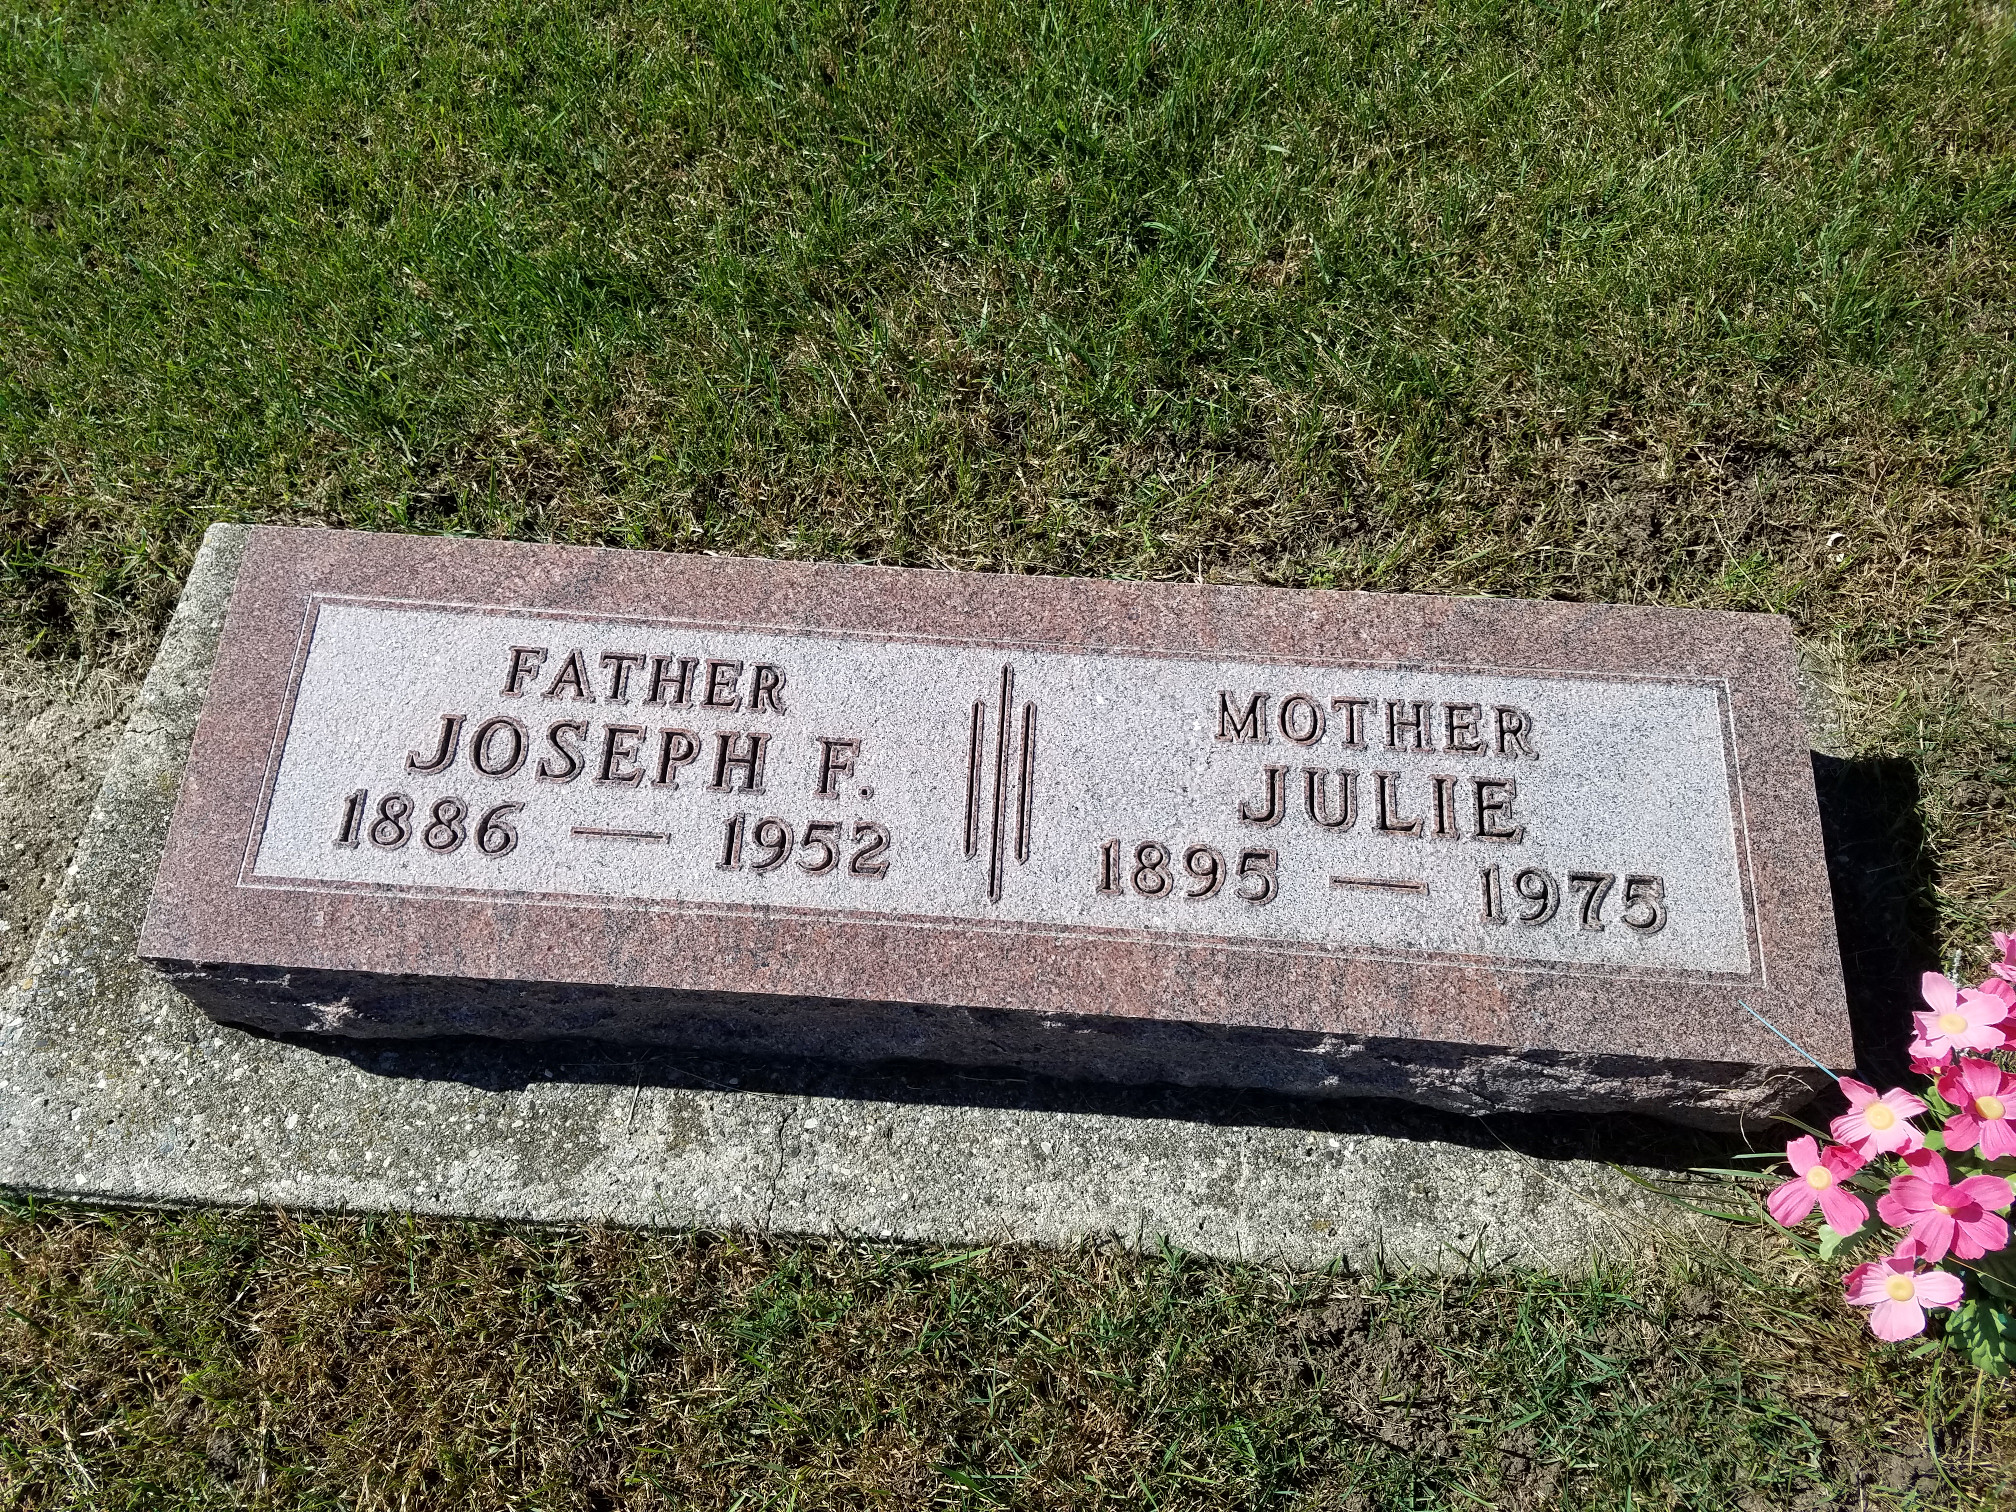 FATHER
JOSEPH F.
1886 — 1952
MOTHER
JULIE
1895 — 1975